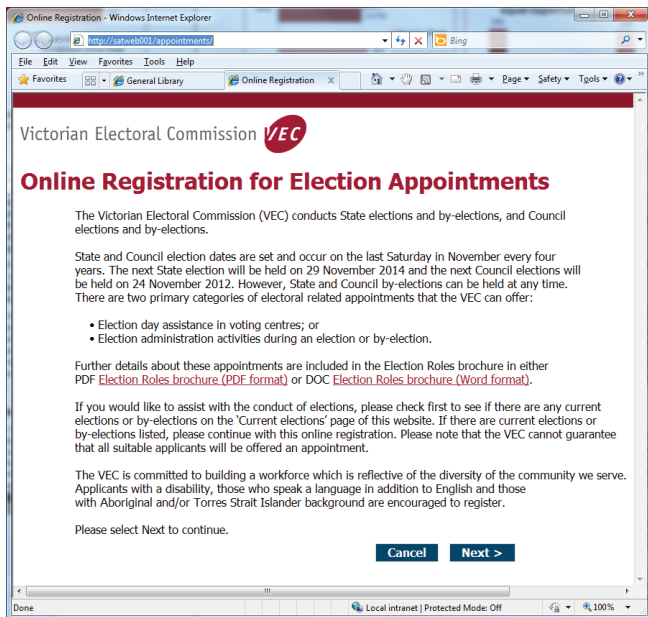 Online Registration - Windows Internet Explorer
http://satweb001/appointments/
Bing
File Edit View Favorites Tools Help
Favorites General Library Online Registration Page Safety Tools
Victorian Electoral Commission VEC
Online Registration for Election Appointments
The Victorian Electoral Commission (VEC) conducts State elections and by-elections, and Council
elections and by-elections.
State and Council election dates are set and occur on the last Saturday in November every four
years. The next State election will be held on 29 November 2014 and the next Council elections will
be held on 24 November 2012. However, State and Council by-elections can be held at any time.
There are two primary categories of electoral related appointments that the VEC can offer:
• Election day assistance in voting centres; or
• Election administration activities during an election or by-election.
Further details about these appointments are included in the Election Roles brochure in either
PDF Election Roles brochure (PDF format) or DOC Election Roles brochure (Word format).
If you would like to assist with the conduct of elections, please check first to see if there are any current
elections or by-elections on the ‘Current elections’ page of this website. If there are current elections or
by-elections listed, please continue with this online registration. Please note that the VEC cannot guarantee
that all suitable applicants will be offered an appointment.
The VEC is committed to building a workforce which is reflective of the diversity of the community we serve.
Applicants with a disability, those who speak a language in addition to English and those
with Aboriginal and/or Torres Strait Islander background are encouraged to register.
Please select Next to continue.
Cancel Next >
Done Local intranet | Protected Mode: Off 100%